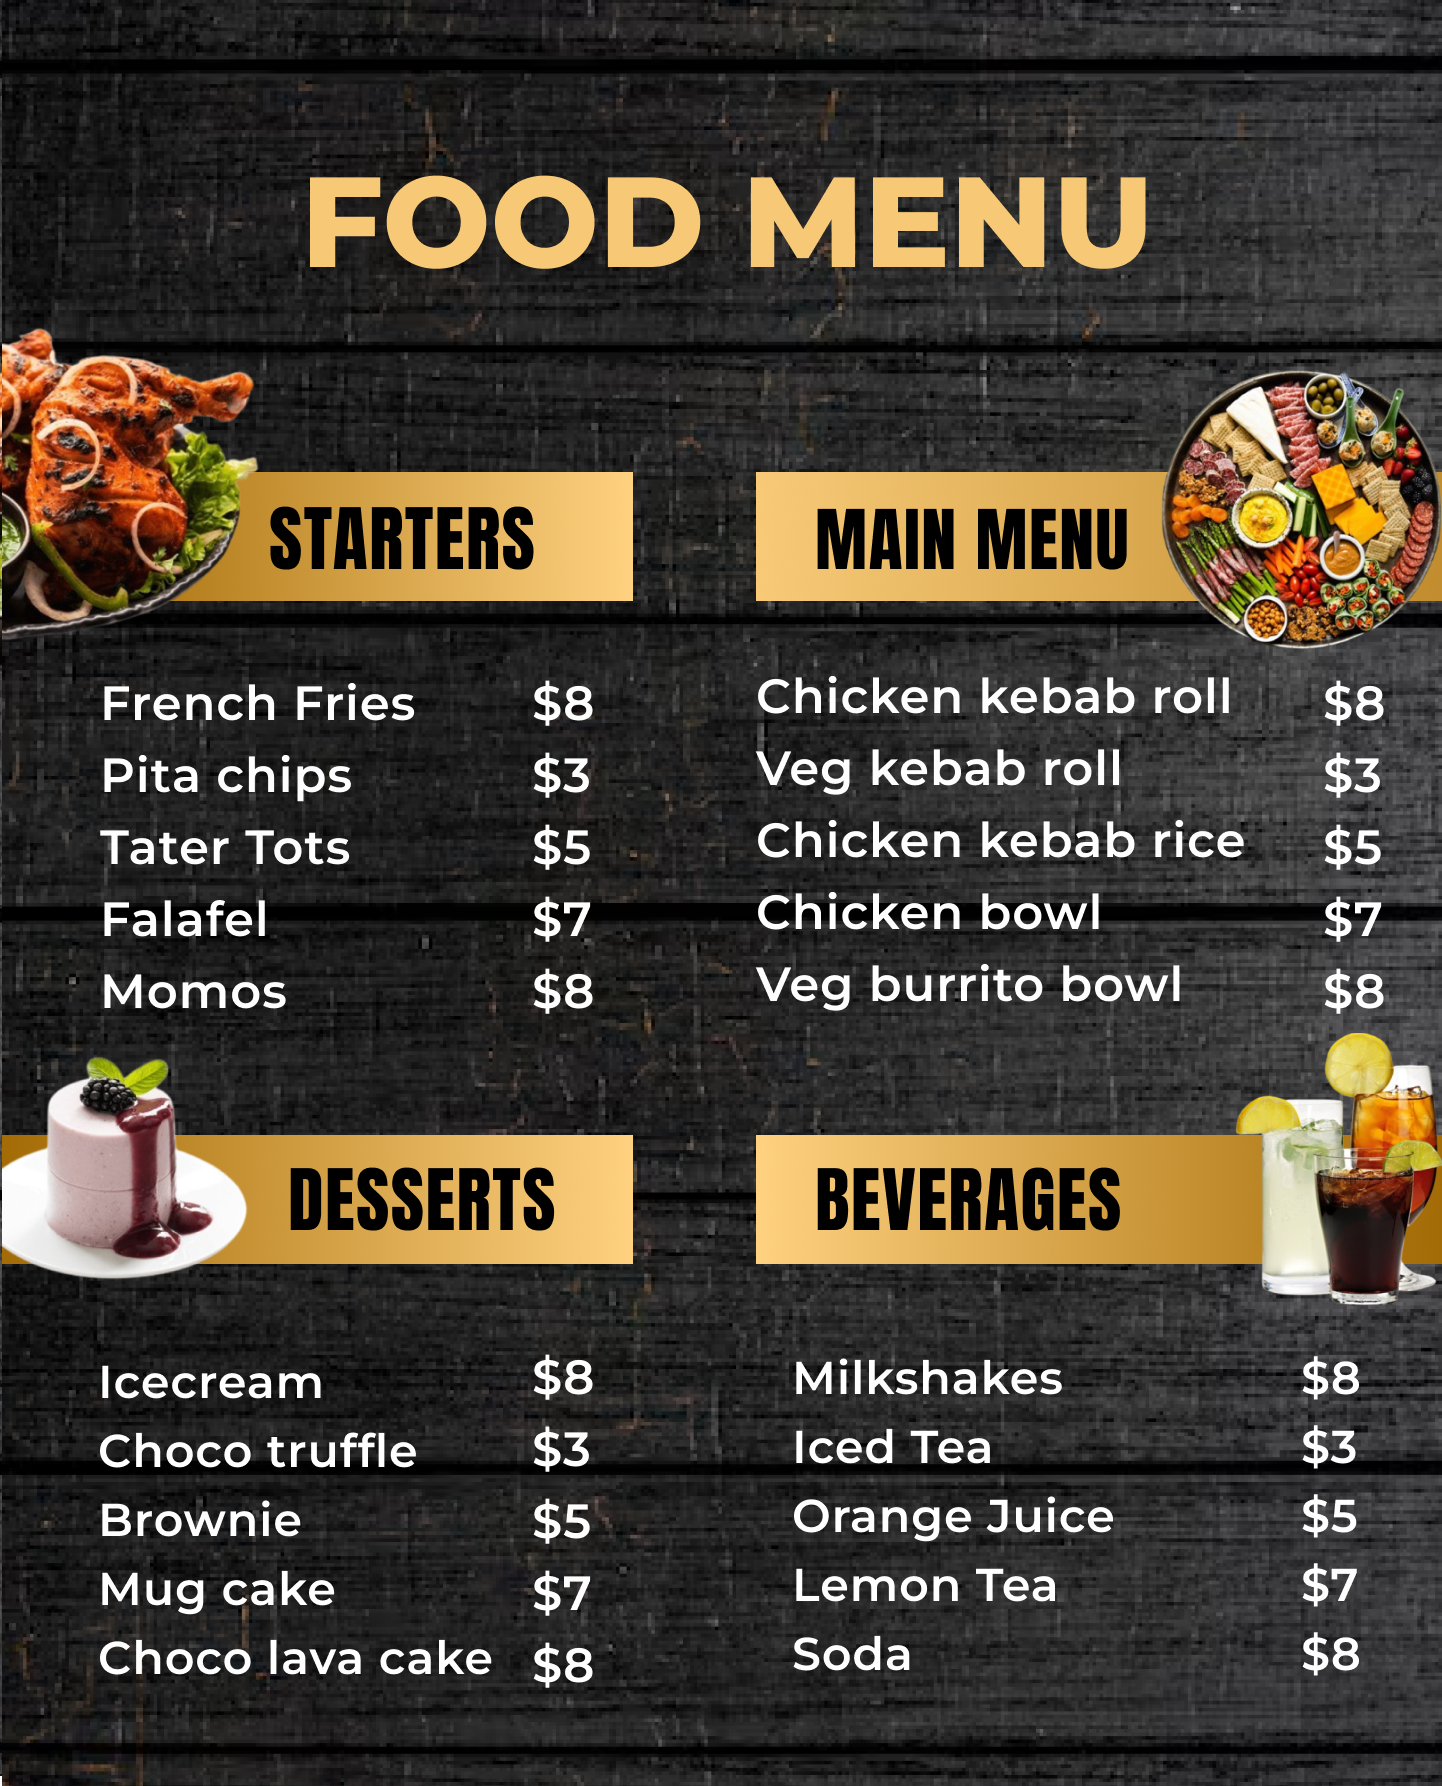 FOOD MENU
STARTERS
French Fries $8
Pita chips $3
Tater Tots $5
Falafel $7
Momos $8
MAIN MENU
Chicken kebab roll $8
Veg kebab roll $3
Chicken kebab rice $5
Chicken bowl $7
Veg burrito bowl $8
DESSERTS
Icecream $8
Choco truffle $3
Brownie $5
Mug cake $7
Choco lava cake $8
BEVERAGES
Milkshakes $8
Iced Tea $3
Orange Juice $5
Lemon Tea $7
Soda $8